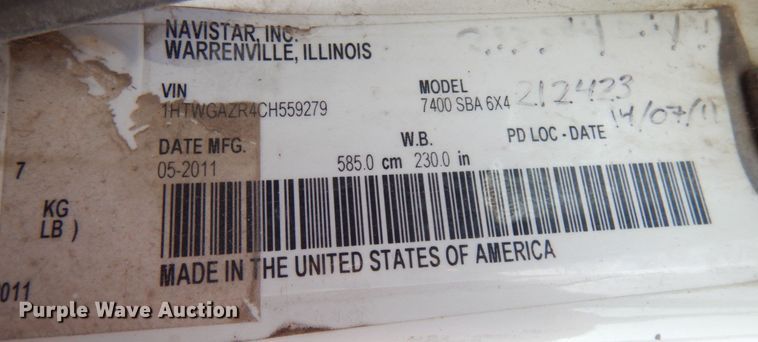 NAVISTAR, INC.
WARRENVILLE, ILLINOIS
VIN
1HTWGAZR4CH559279
MODEL
7400 SBA 6X4
212423
DATE MFG.
05-2011
W.B.
585.0 cm 230.0 in
PD LOC - DATE
14/07/11
7
KG
LB )
MADE IN THE UNITED STATES OF AMERICA
011
Purple Wave Auction